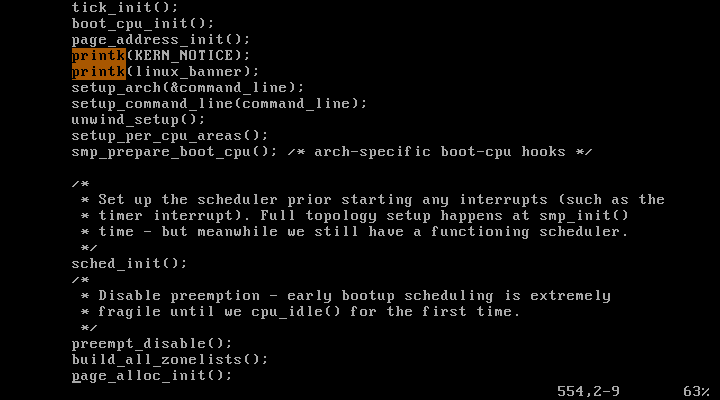 tick_init();
boot_cpu_init();
page_address_init();
printk(KERN_NOTICE);
printk(linux_banner);
setup_arch(&command_line);
setup_command_line(command_line);
unwind_setup();
setup_per_cpu_areas();
smp_prepare_boot_cpu(); /* arch-specific boot-cpu hooks */
/*
* Set up the scheduler prior starting any interrupts (such as the
* timer interrupt). Full topology setup happens at smp_init()
* time - but meanwhile we still have a functioning scheduler.
*/
sched_init();
/*
* Disable preemption - early bootup scheduling is extremely
* fragile until we cpu_idle() for the first time.
*/
preempt_disable();
build_all_zonelists();
page_alloc_init();
554,2-9 63%